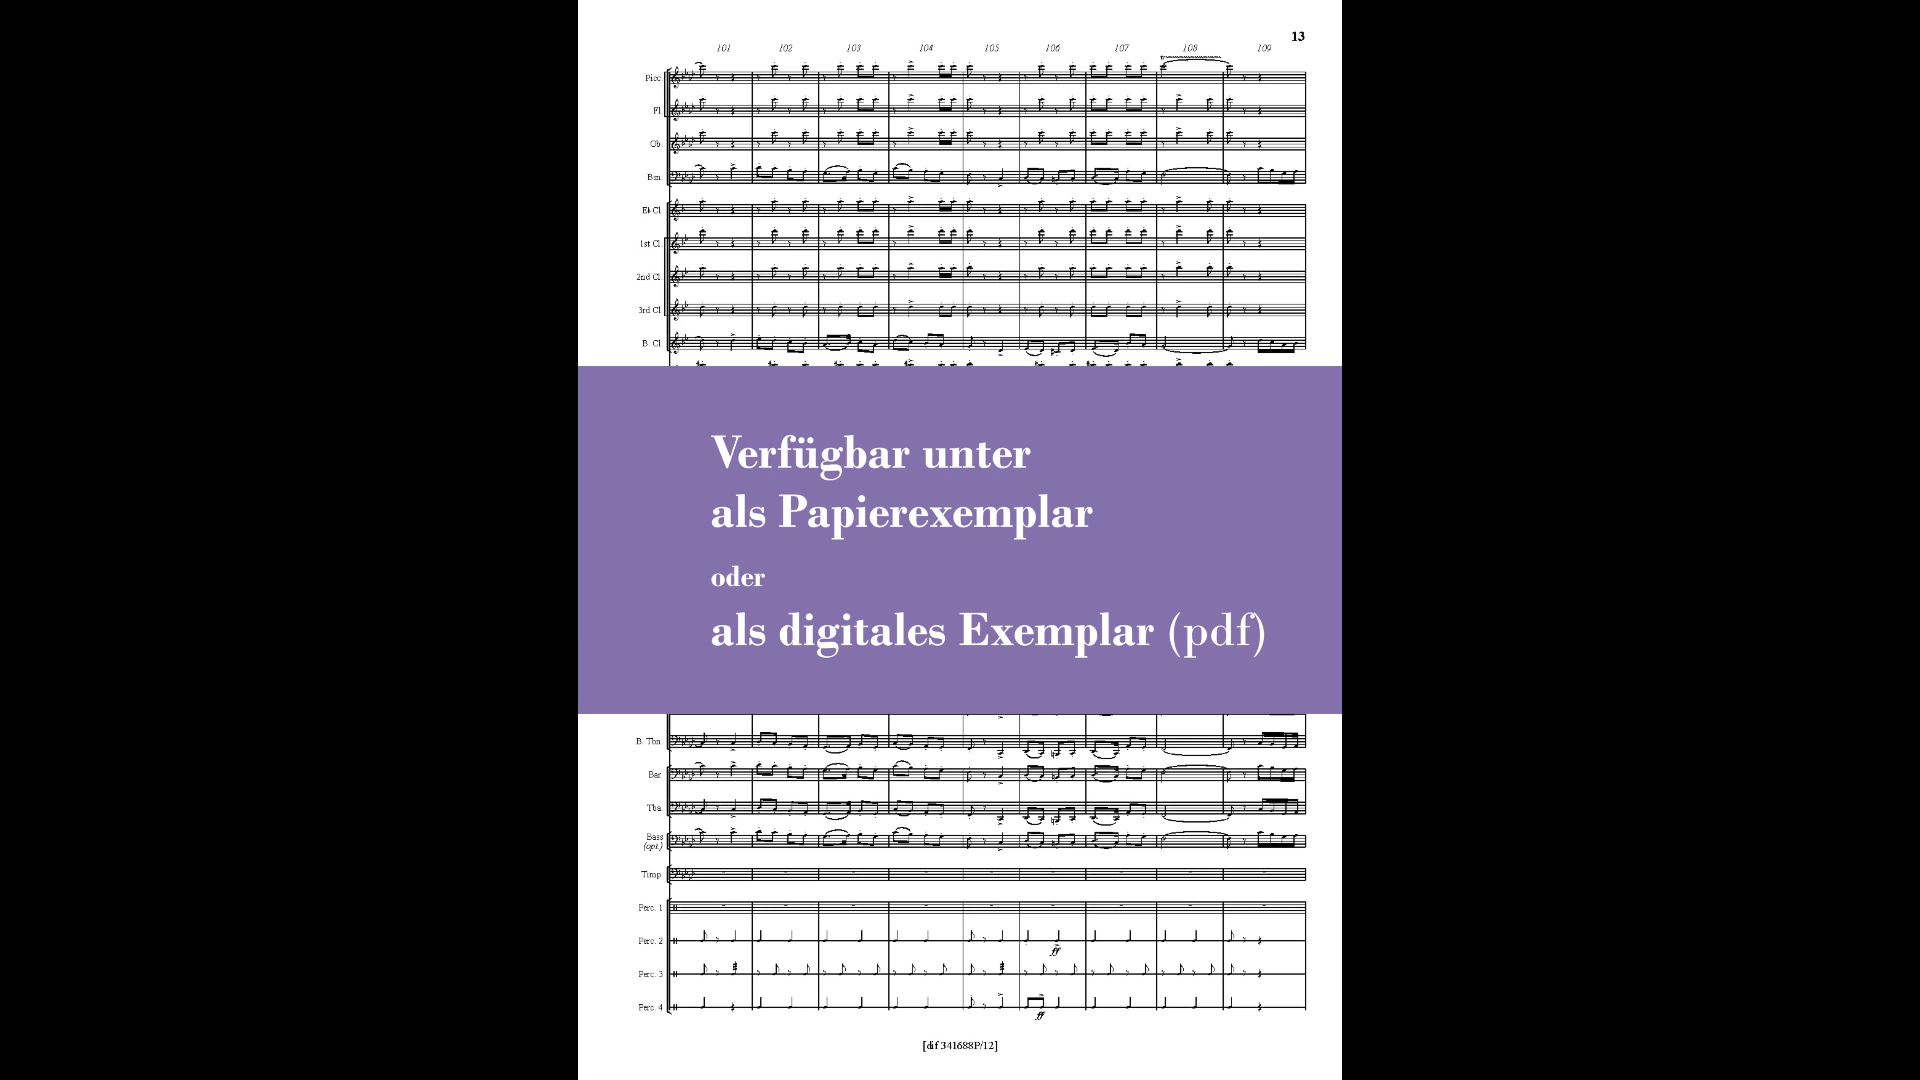 13
101 102 103 104 105 106 107 108 109
Picc.
Fl.
Ob.
Bsn.
E♭ Cl.
1st Cl.
2nd Cl.
3rd Cl.
B. Cl.
Verfügbar unter
als Papierexemplar
oder
als digitales Exemplar (pdf)
B. Tbn.
Bar.
Tba.
Bass
(opt.)
Timp.
Perc. 1
Perc. 2
ff
Perc. 3
Perc. 4
ff
[dif 341688P/12]